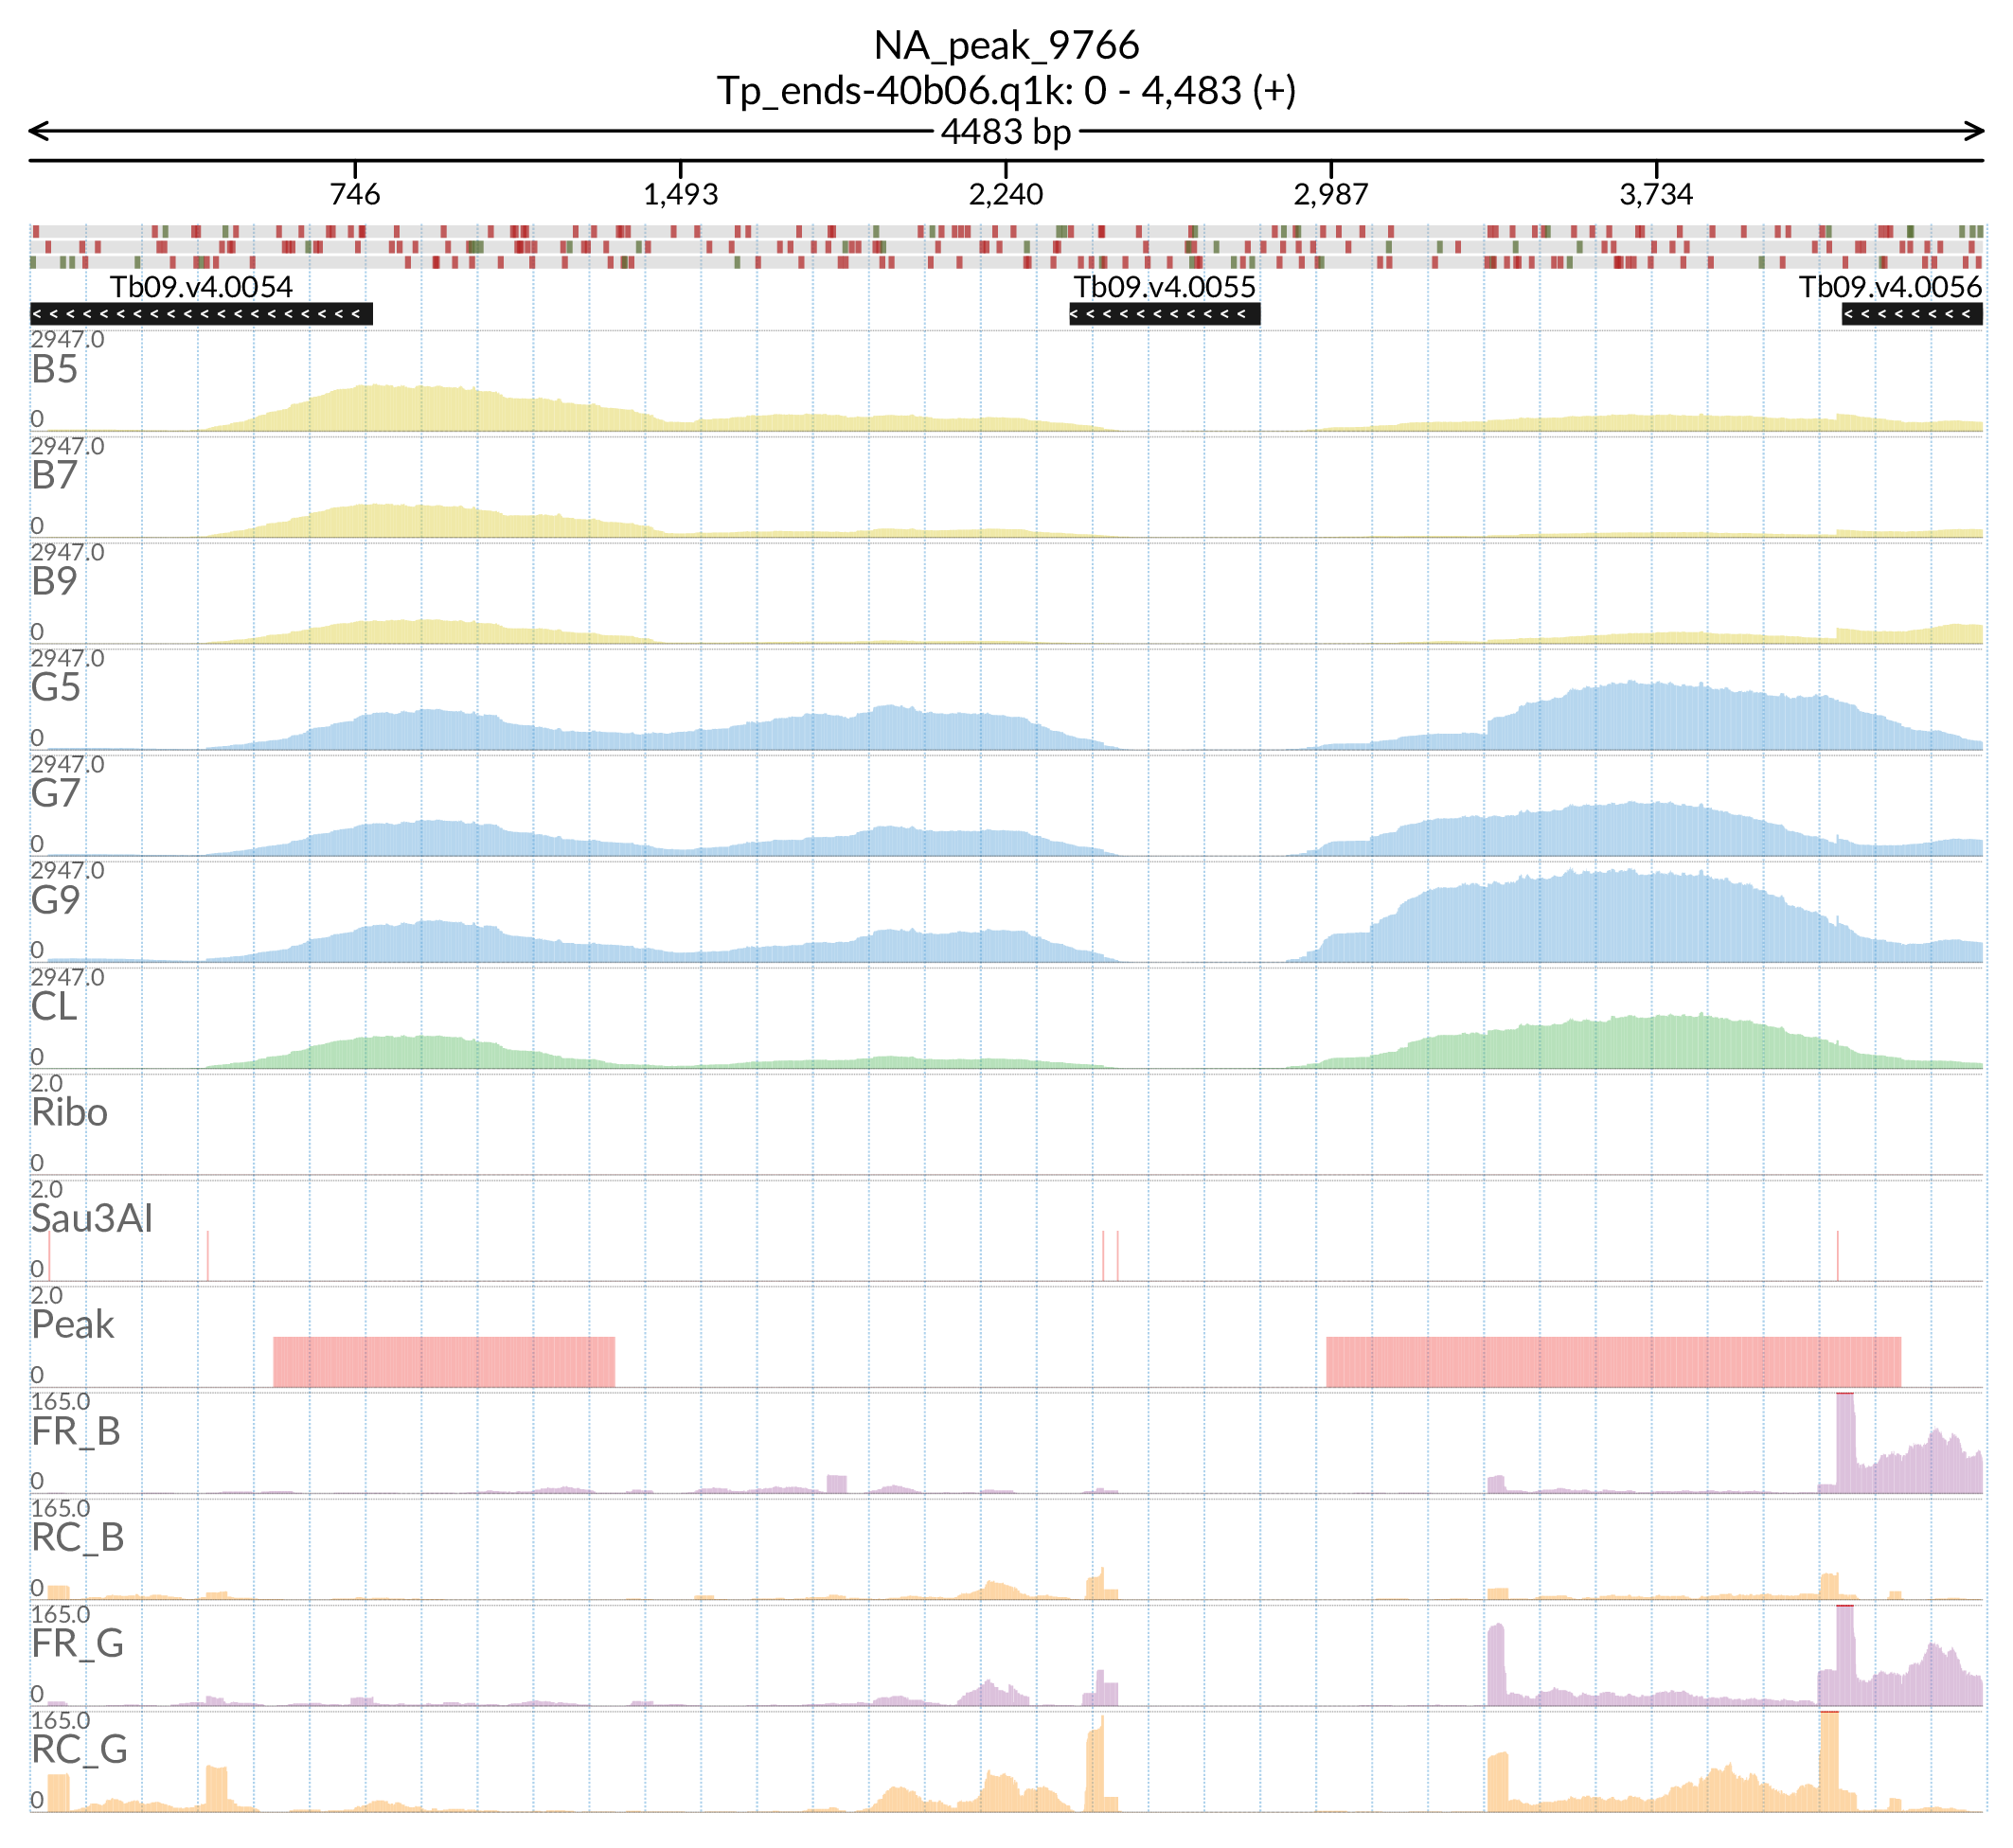 NA_peak_9766
Tp_ends-40b06.q1k: 0 - 4,483 (+)
4483 bp
746 1,493 2,240 2,987 3,734
Tb09.v4.0054 Tb09.v4.0055 Tb09.v4.0056
2947.0
B5
0
2947.0
B7
0
2947.0
B9
0
2947.0
G5
0
2947.0
G7
0
2947.0
G9
0
2947.0
CL
0
2.0
Ribo
0
2.0
Sau3AI
0
2.0
Peak
0
165.0
FR_B
0
165.0
RC_B
0
165.0
FR_G
0
165.0
RC_G
0